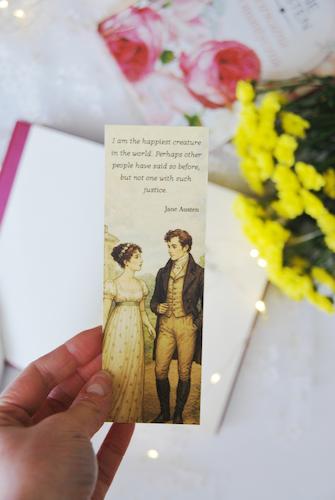 I am the happiest creature
in the world. Perhaps other
people have said so before,
but not one with such
justice.
Jane Austen